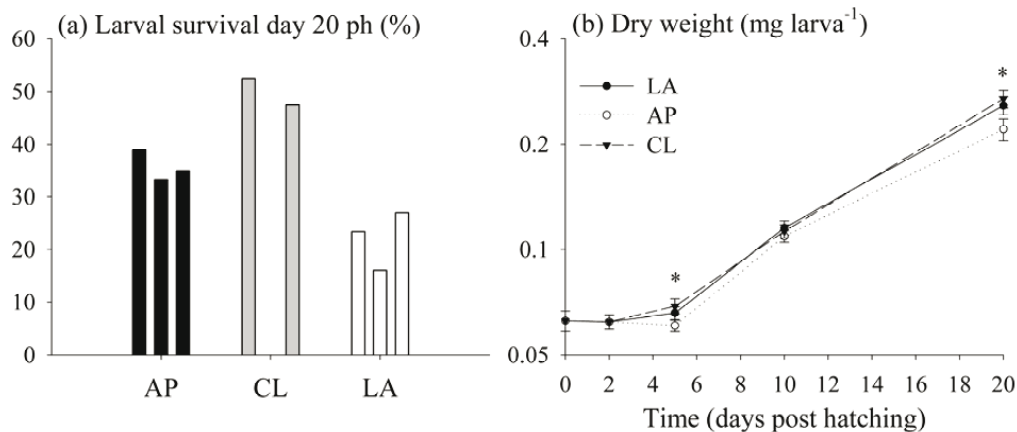 (a) Larval survival day 20 ph (%)
60
50
40
30
20
10
0
AP CL LA
(b) Dry weight (mg larva⁻¹)
0.4
0.2
0.1
0.05
LA
AP
CL
*
*
0 2 4 6 8 10 12 14 16 18 20
Time (days post hatching)